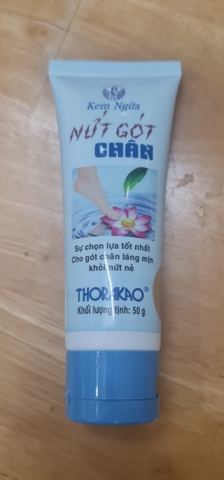 Kem Ngừa
NỨT GÓT
CHÂN
Sự chọn lựa tốt nhất
Cho gót chân láng mịn
khỏi nứt nẻ
THORAKAO®
Khối lượng tịnh: 50 g